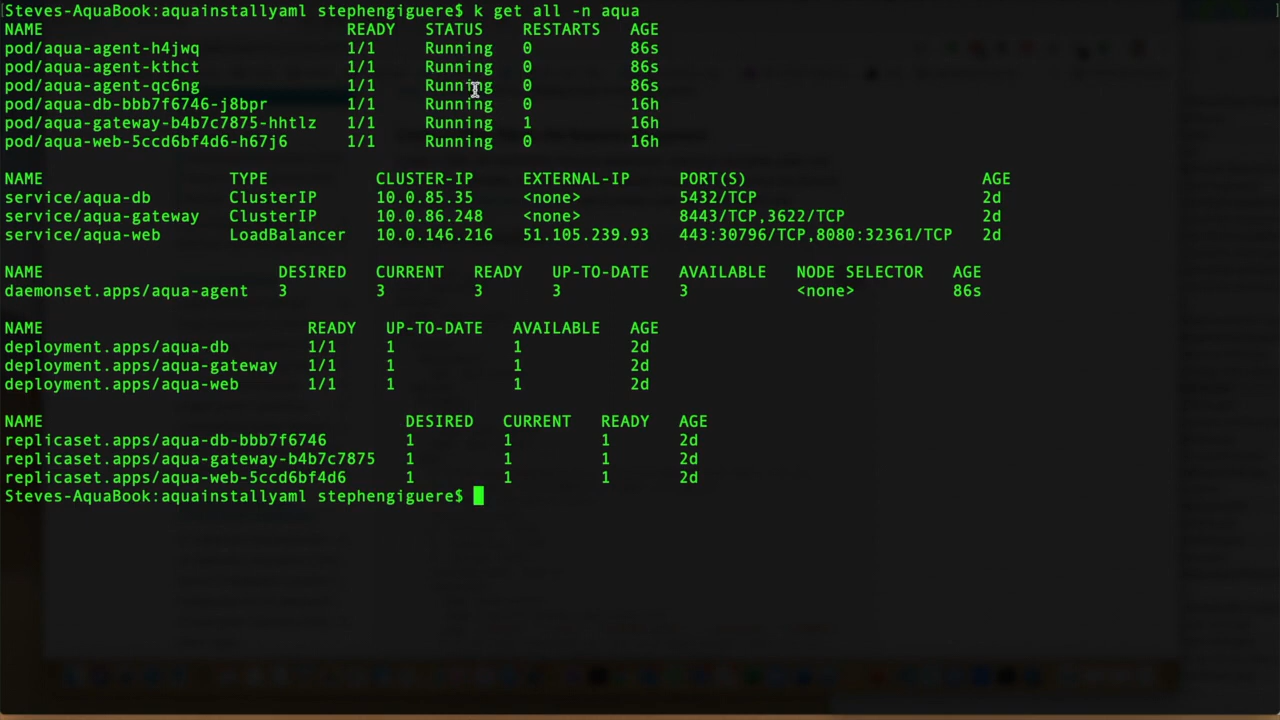 Steves-AquaBook:aquainstallyaml stephengiguere$ k get all -n aqua
NAME READY STATUS RESTARTS AGE
pod/aqua-agent-h4jwq 1/1 Running 0 86s
pod/aqua-agent-kthct 1/1 Running 0 86s
pod/aqua-agent-qc6ng 1/1 Running 0 86s
pod/aqua-db-bbb7f6746-j8bpr 1/1 Running 0 16h
pod/aqua-gateway-b4b7c7875-hhtlz 1/1 Running 1 16h
pod/aqua-web-5ccd6bf4d6-h67j6 1/1 Running 0 16h
NAME TYPE CLUSTER-IP EXTERNAL-IP PORT(S) AGE
service/aqua-db ClusterIP 10.0.85.35 <none> 5432/TCP 2d
service/aqua-gateway ClusterIP 10.0.86.248 <none> 8443/TCP,3622/TCP 2d
service/aqua-web LoadBalancer 10.0.146.216 51.105.239.93 443:30796/TCP,8080:32361/TCP 2d
NAME DESIRED CURRENT READY UP-TO-DATE AVAILABLE NODE SELECTOR AGE
daemonset.apps/aqua-agent 3 3 3 3 3 <none> 86s
NAME READY UP-TO-DATE AVAILABLE AGE
deployment.apps/aqua-db 1/1 1 1 2d
deployment.apps/aqua-gateway 1/1 1 1 2d
deployment.apps/aqua-web 1/1 1 1 2d
NAME DESIRED CURRENT READY AGE
replicaset.apps/aqua-db-bbb7f6746 1 1 1 2d
replicaset.apps/aqua-gateway-b4b7c7875 1 1 1 2d
replicaset.apps/aqua-web-5ccd6bf4d6 1 1 1 2d
Steves-AquaBook:aquainstallyaml stephengiguere$